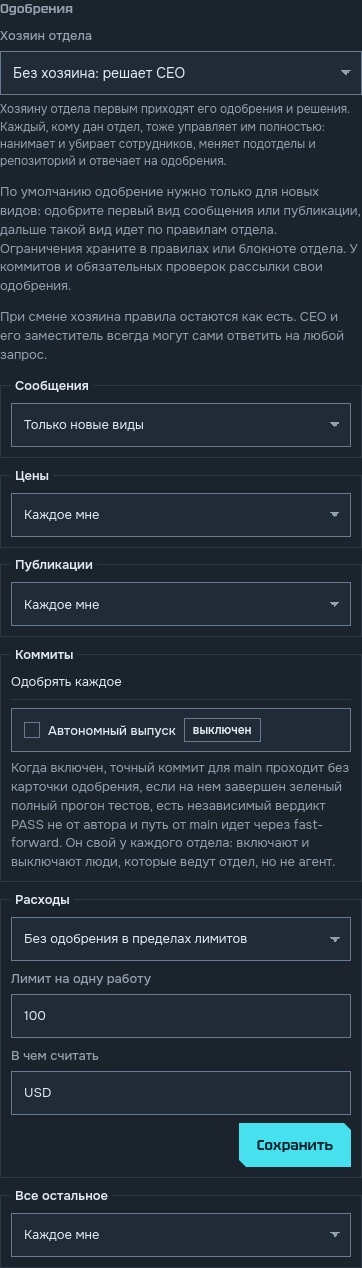 Одобрения
Хозяин отдела
Без хозяина: решает CEO
Хозяину отдела первым приходят его одобрения и решения.
Каждый, кому дан отдел, тоже управляет им полностью:
нанимает и убирает сотрудников, меняет подотделы и
репозиторий и отвечает на одобрения.
По умолчанию одобрение нужно только для новых
видов: одобрите первый вид сообщения или публикации,
дальше такой вид идет по правилам отдела.
Ограничения храните в правилах или блокноте отдела. У
коммитов и обязательных проверок рассылки свои
одобрения.
При смене хозяина правила остаются как есть. CEO и
его заместитель всегда могут сами ответить на любой
запрос.
Сообщения
Только новые виды
Цены
Каждое мне
Публикации
Каждое мне
Коммиты
Одобрять каждое
Автономный выпуск выключен
Когда включен, точный коммит для main проходит без
карточки одобрения, если на нем завершен зеленый
полный прогон тестов, есть независимый вердикт
PASS не от автора и путь от main идет через fast-
forward. Он свой у каждого отдела: включают и
выключают люди, которые ведут отдел, но не агент.
Расходы
Без одобрения в пределах лимитов
Лимит на одну работу
100
В чем считать
USD
Сохранить
Все остальное
Каждое мне